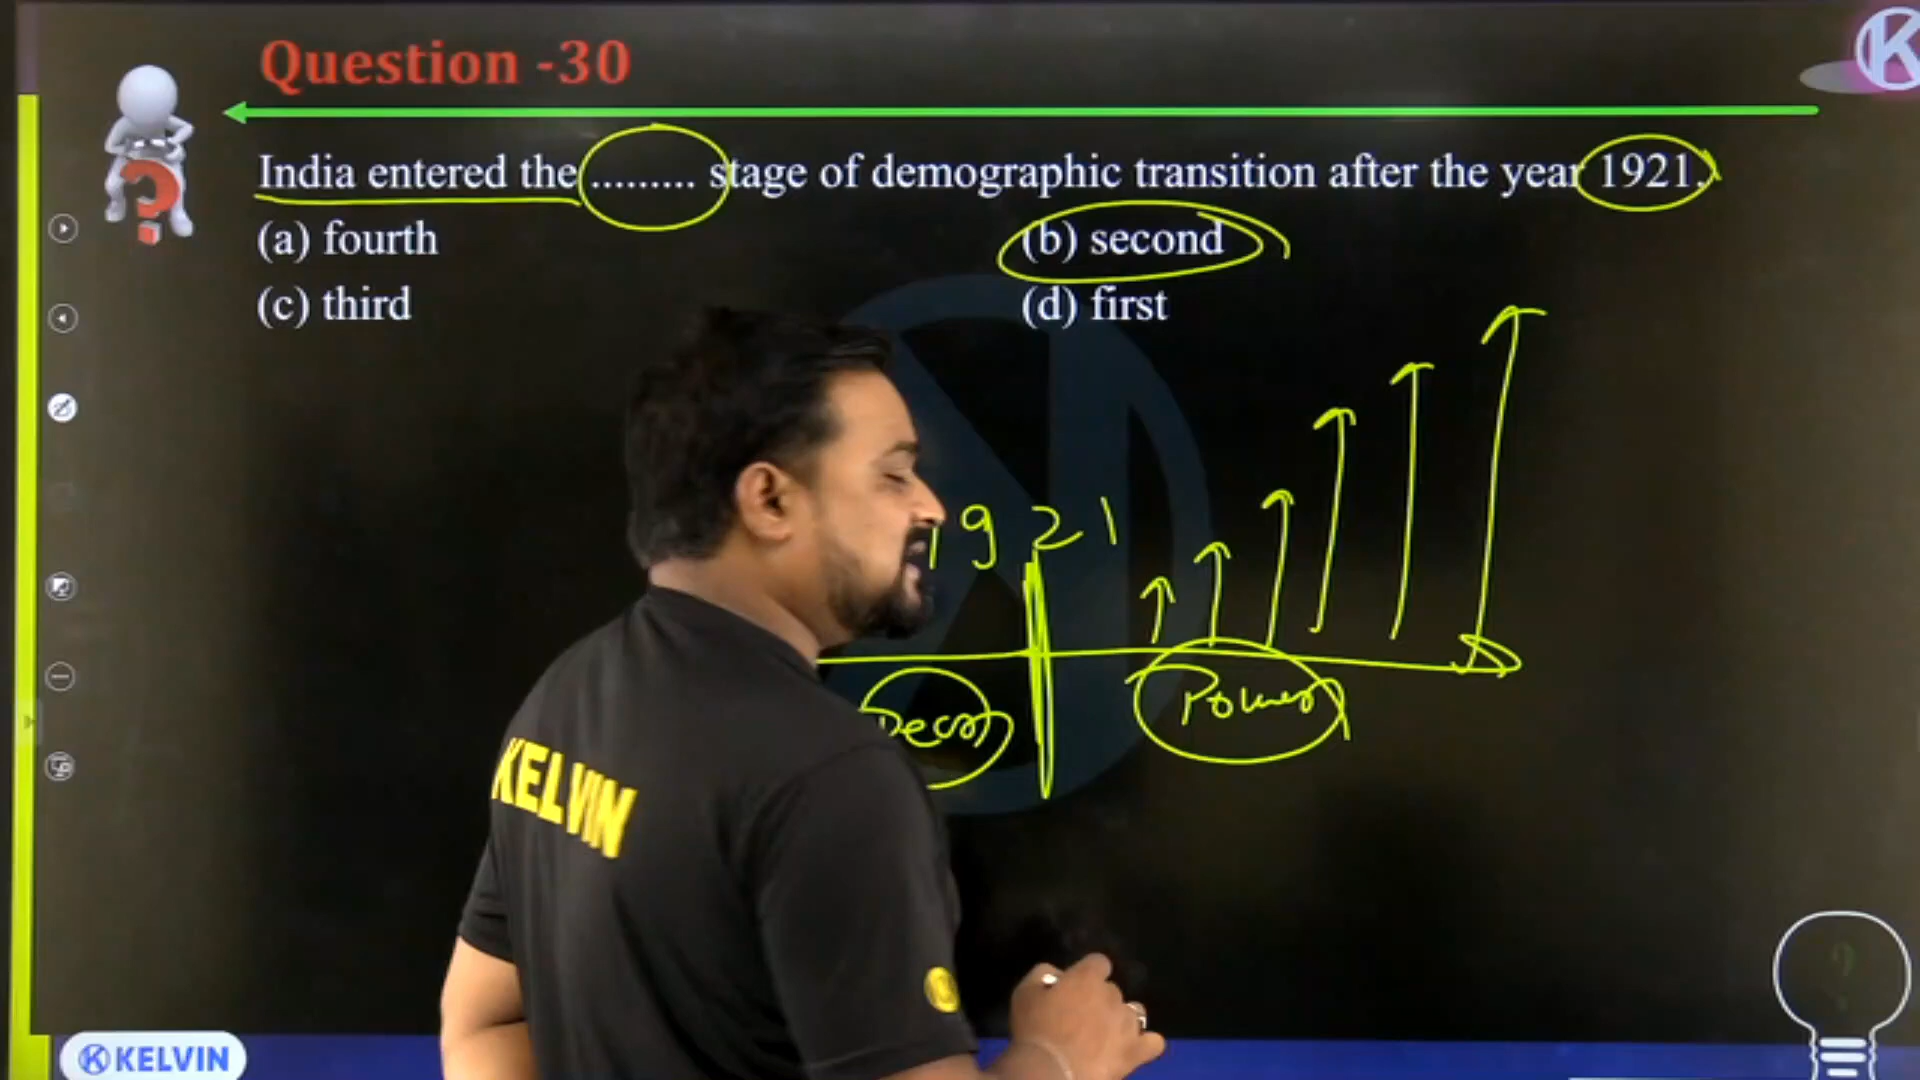 Question -30
India entered the ......... stage of demographic transition after the year 1921.
(a) fourth
(b) second
(c) third
(d) first
1921
KELVIN
KELVIN